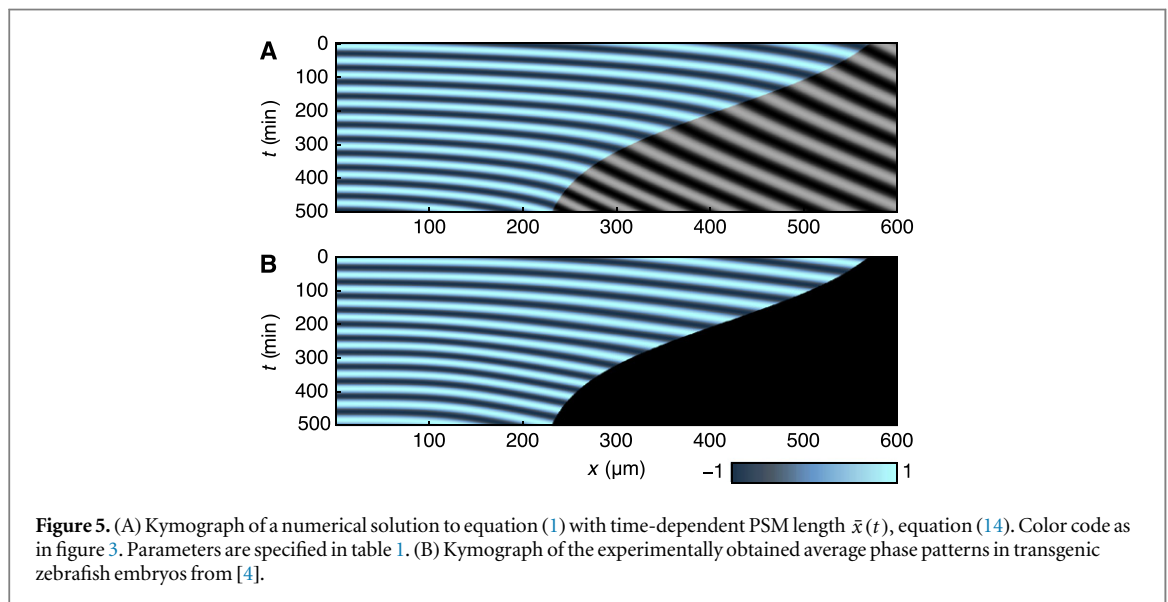 A
0
100
200
300
400
500
t (min)
100 200 300 400 500 600
B
0
100
200
300
400
500
t (min)
100 200 300 400 500 600
x (μm)
−1 1
Figure 5. (A) Kymograph of a numerical solution to equation (1) with time-dependent PSM length x̄(t), equation (14). Color code as
in figure 3. Parameters are specified in table 1. (B) Kymograph of the experimentally obtained average phase patterns in transgenic
zebrafish embryos from [4].